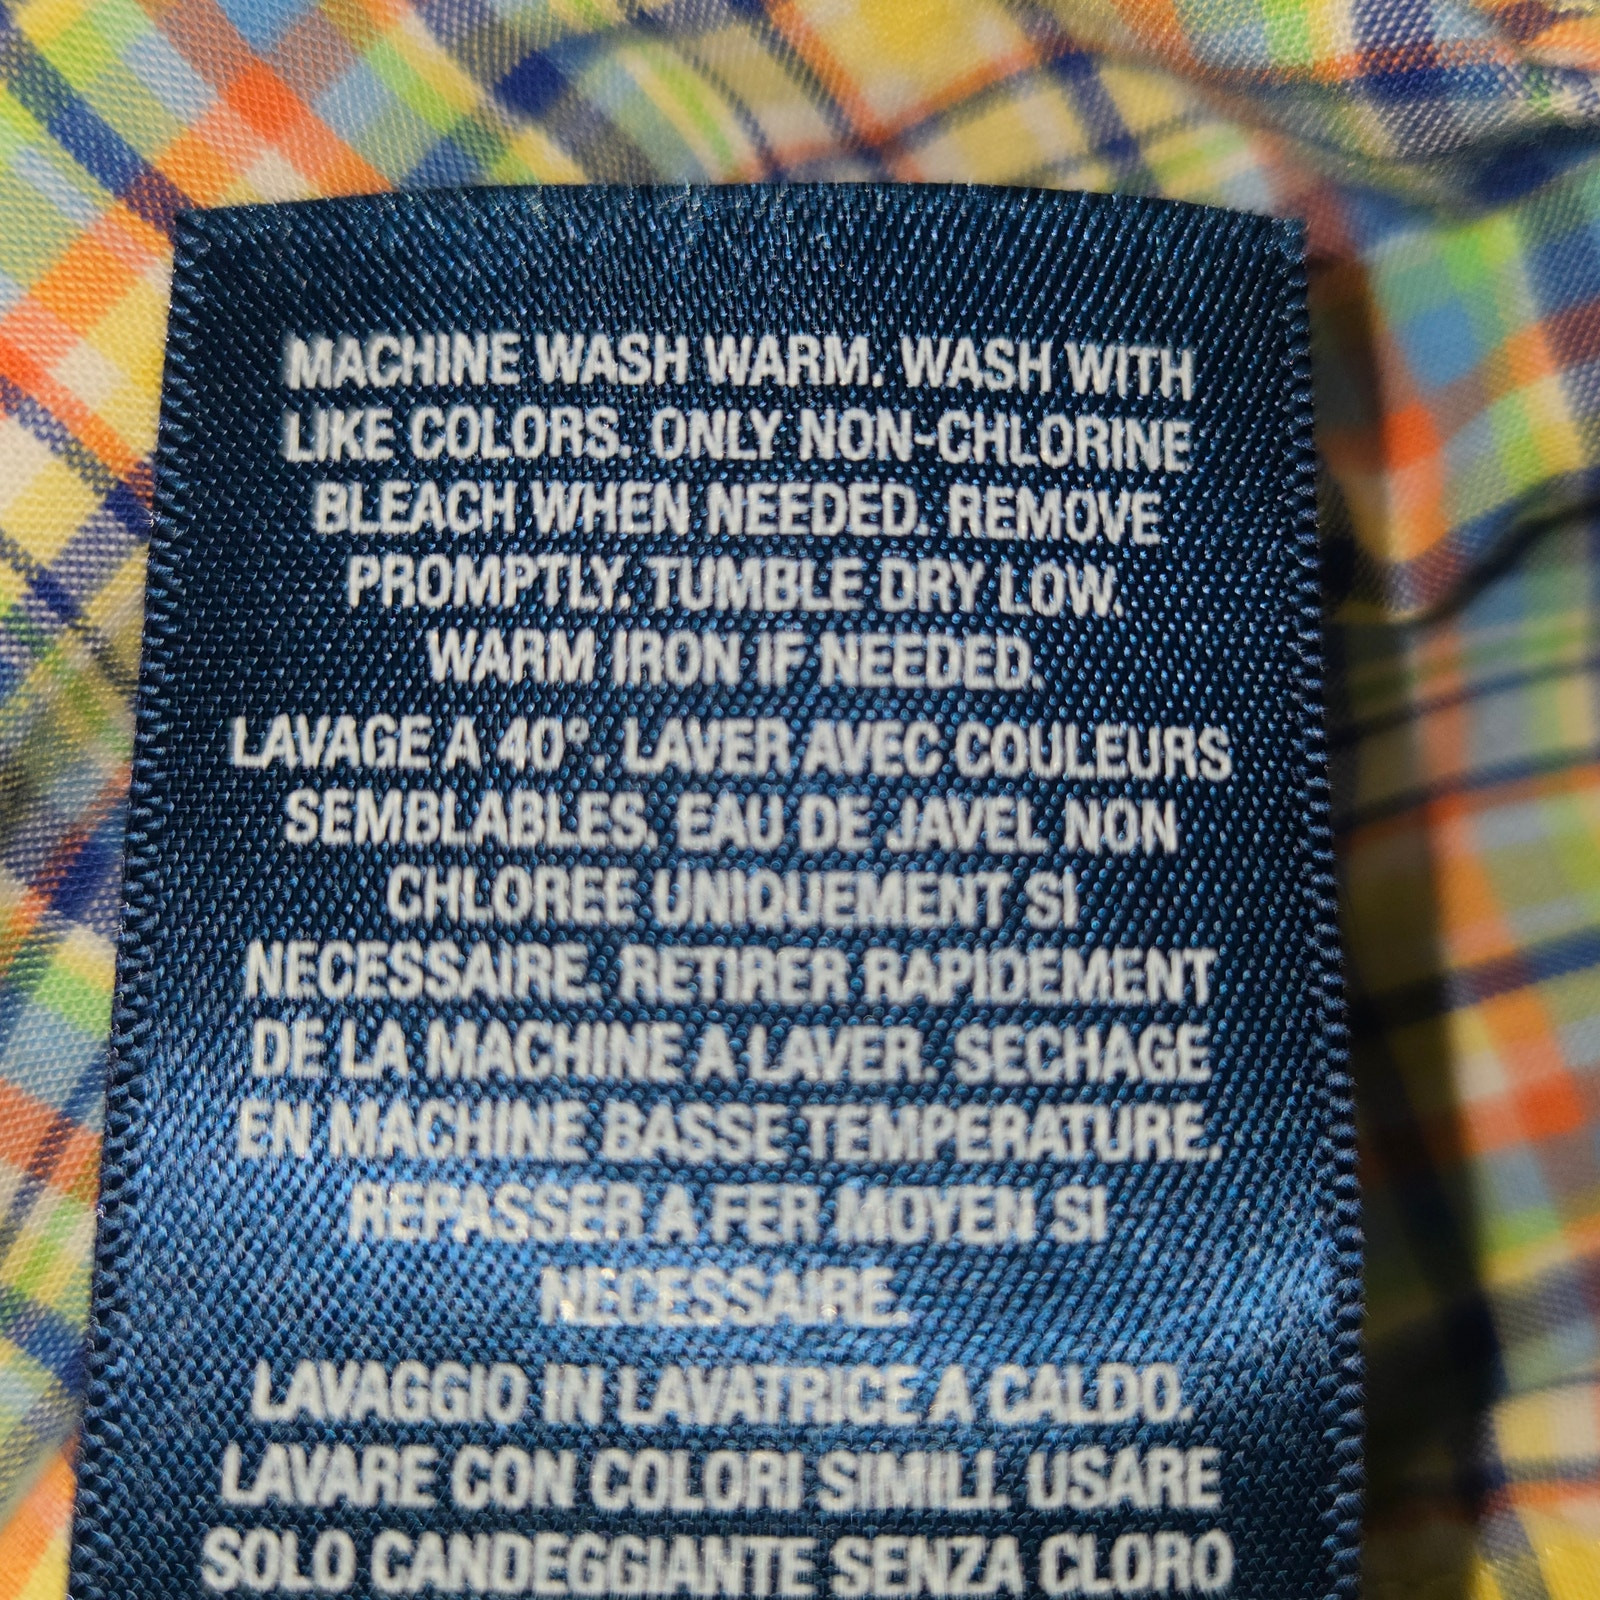 MACHINE WASH WARM. WASH WITH
LIKE COLORS. ONLY NON-CHLORINE
BLEACH WHEN NEEDED. REMOVE
PROMPTLY. TUMBLE DRY LOW.
WARM IRON IF NEEDED.
LAVAGE A 40°. LAVER AVEC COULEURS
SEMBLABLES. EAU DE JAVEL NON
CHLOREE UNIQUEMENT SI
NECESSAIRE. RETIRER RAPIDEMENT
DE LA MACHINE A LAVER. SECHAGE
EN MACHINE BASSE TEMPERATURE.
REPASSER A FER MOYEN SI
NECESSAIRE.
LAVAGGIO IN LAVATRICE A CALDO.
LAVARE CON COLORI SIMILI. USARE
SOLO CANDEGGIANTE SENZA CLORO